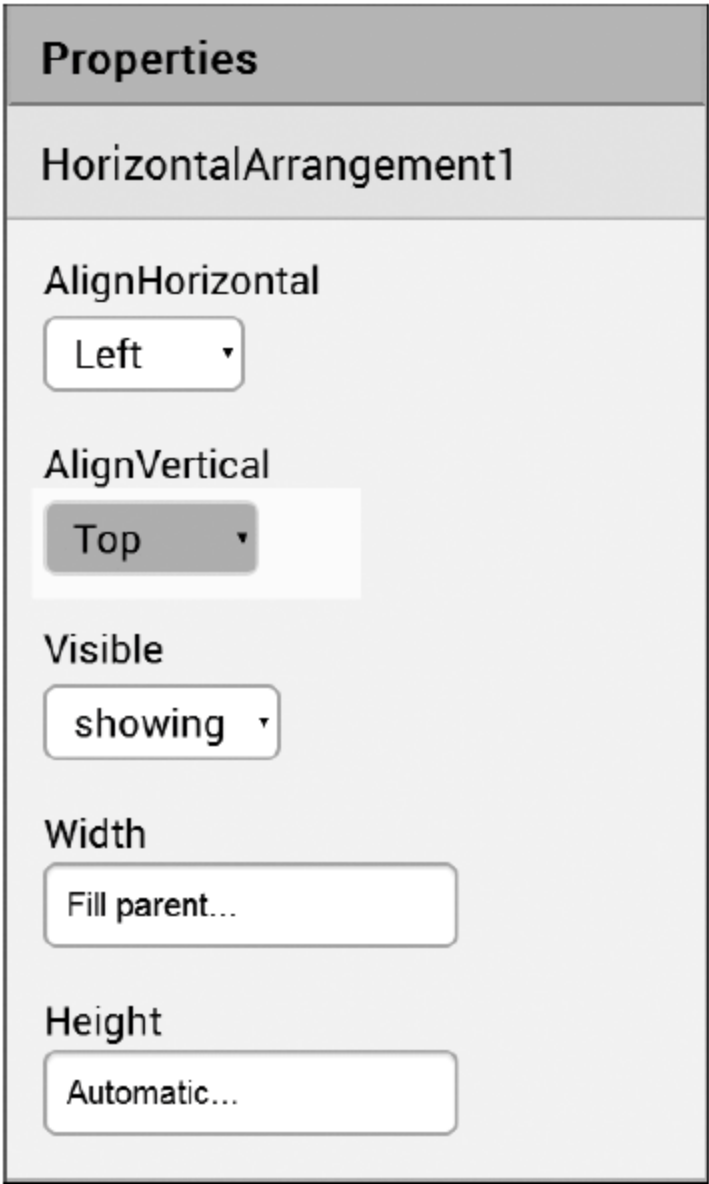 Properties
HorizontalArrangement1
AlignHorizontal
Left
AlignVertical
Top
Visible
showing
Width
Fill parent...
Height
Automatic...